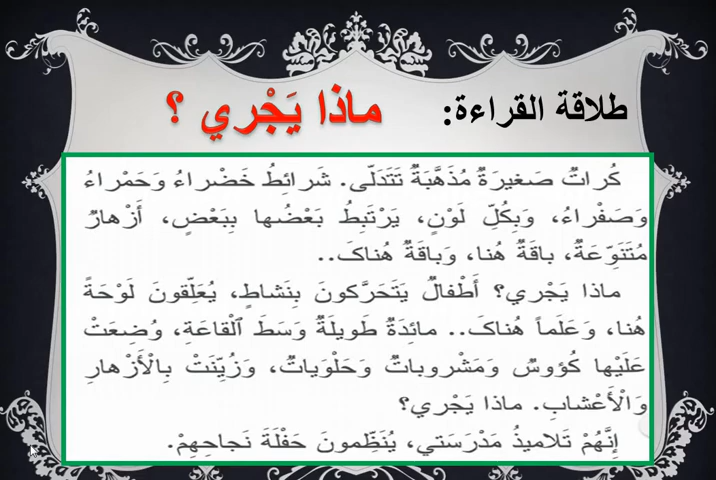 طلاقة القراءة: ماذا يَجْري ؟
كُراتٌ صَغيرَةٌ مُذَهَّبَةٌ تَتَدَلّى. شَرائِطُ خَضْراءُ وَحَمْراءُ
وَصَفْراءُ، وَبِكُلِّ لَوْنٍ، يَرْتَبِطُ بَعْضُها بِبَعْضٍ، أَزْهارٌ
مُتَنَوِّعَةٌ، باقَةٌ هُنا، وَباقَةٌ هُناكَ..
ماذا يَجْري؟ أَطْفالٌ يَتَحَرَّكونَ بِنَشاطٍ، يُعَلِّقونَ لَوْحَةً
هُنا، وَعَلَماً هُناكَ.. مائِدَةٌ طَويلَةٌ وَسَطَ ٱلْقاعَةِ، وُضِعَتْ
عَلَيْها كُؤوسٌ وَمَشْروباتٌ وَحَلْوَياتٌ، وَزُيِّنَتْ بِالْأَزْهارِ
وَالْأَعْشابِ. ماذا يَجْري؟
إِنَّهُمْ تَلاميذُ مَدْرَسَتي، يُنَظِّمونَ حَفْلَةَ نَجاحِهِمْ.